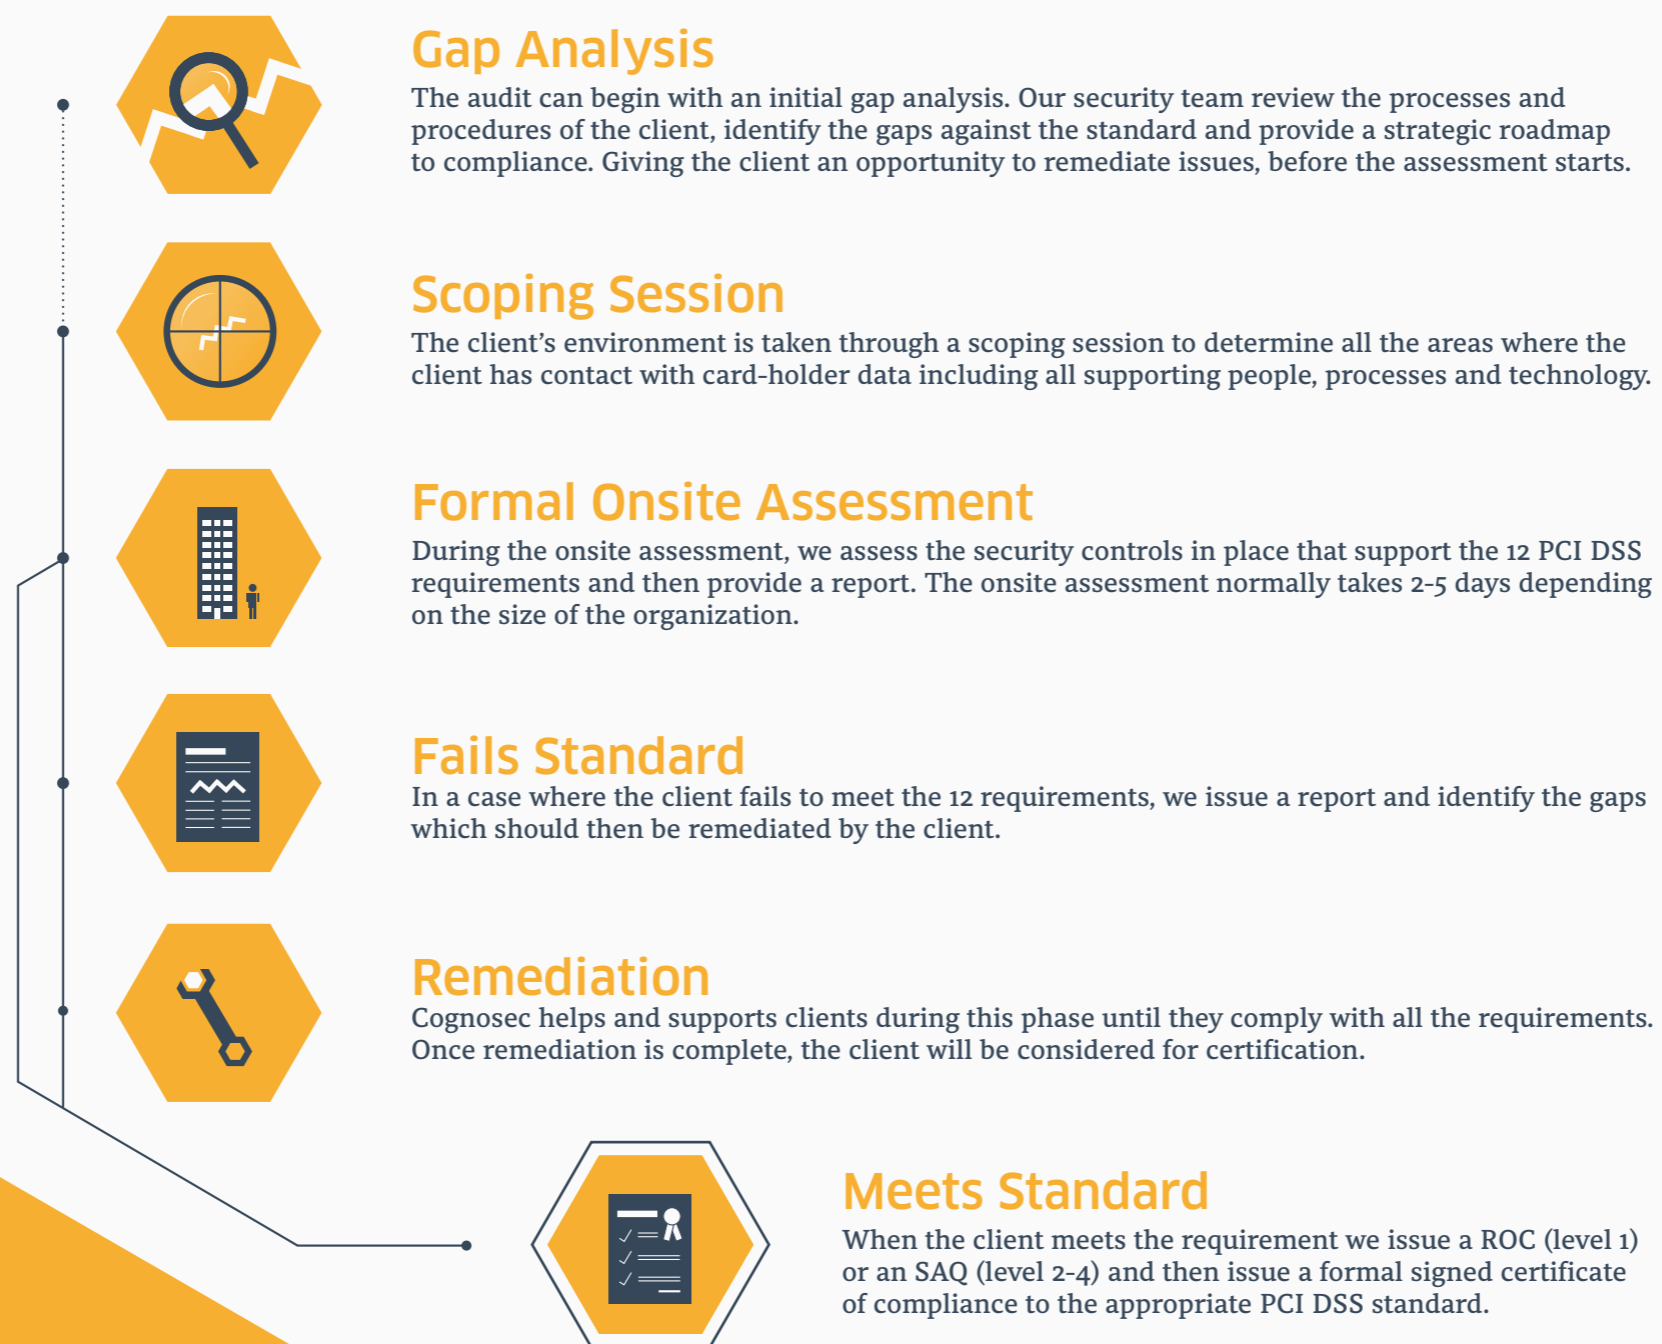 Gap Analysis
The audit can begin with an initial gap analysis. Our security team review the processes and
procedures of the client, identify the gaps against the standard and provide a strategic roadmap
to compliance. Giving the client an opportunity to remediate issues, before the assessment starts.
Scoping Session
The client’s environment is taken through a scoping session to determine all the areas where the
client has contact with card-holder data including all supporting people, processes and technology.
Formal Onsite Assessment
During the onsite assessment, we assess the security controls in place that support the 12 PCI DSS
requirements and then provide a report. The onsite assessment normally takes 2-5 days depending
on the size of the organization.
Fails Standard
In a case where the client fails to meet the 12 requirements, we issue a report and identify the gaps
which should then be remediated by the client.
Remediation
Cognosec helps and supports clients during this phase until they comply with all the requirements.
Once remediation is complete, the client will be considered for certification.
Meets Standard
When the client meets the requirement we issue a ROC (level 1)
or an SAQ (level 2-4) and then issue a formal signed certificate
of compliance to the appropriate PCI DSS standard.